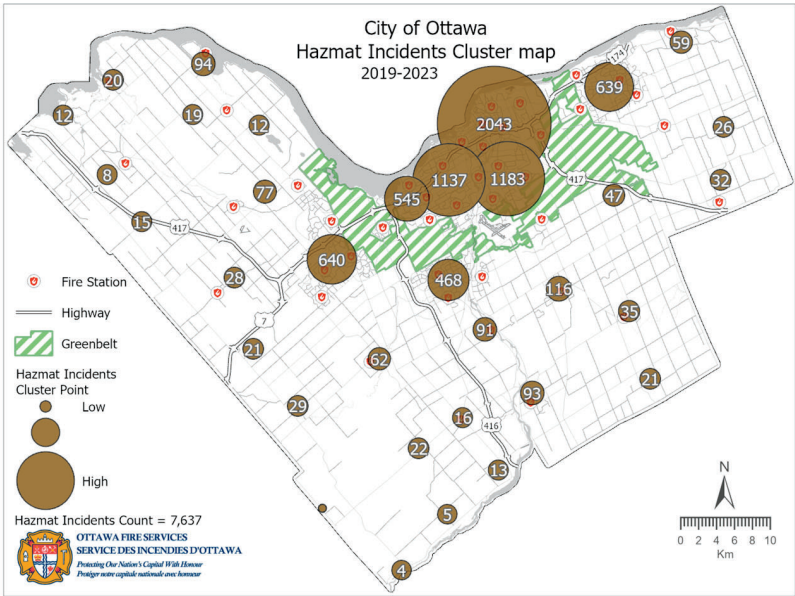 City of Ottawa
Hazmat Incidents Cluster map
2019-2023
59
174
94
639
20
12
19
12
2043
26
8
1137
1183
417
32
77
545
47
15
417
640
28
468
116
7
35
91
21
62
21
93
29
16
416
22
13
5
4
Fire Station
Highway
Greenbelt
Hazmat Incidents
Cluster Point
Low
High
Hazmat Incidents Count = 7,637
OTTAWA FIRE SERVICES
SERVICE DES INCENDIES D'OTTAWA
Protecting Our Nation's Capital With Honour
Protéger notre capitale nationale avec honneur
N
0 2 4 6 8 10
Km